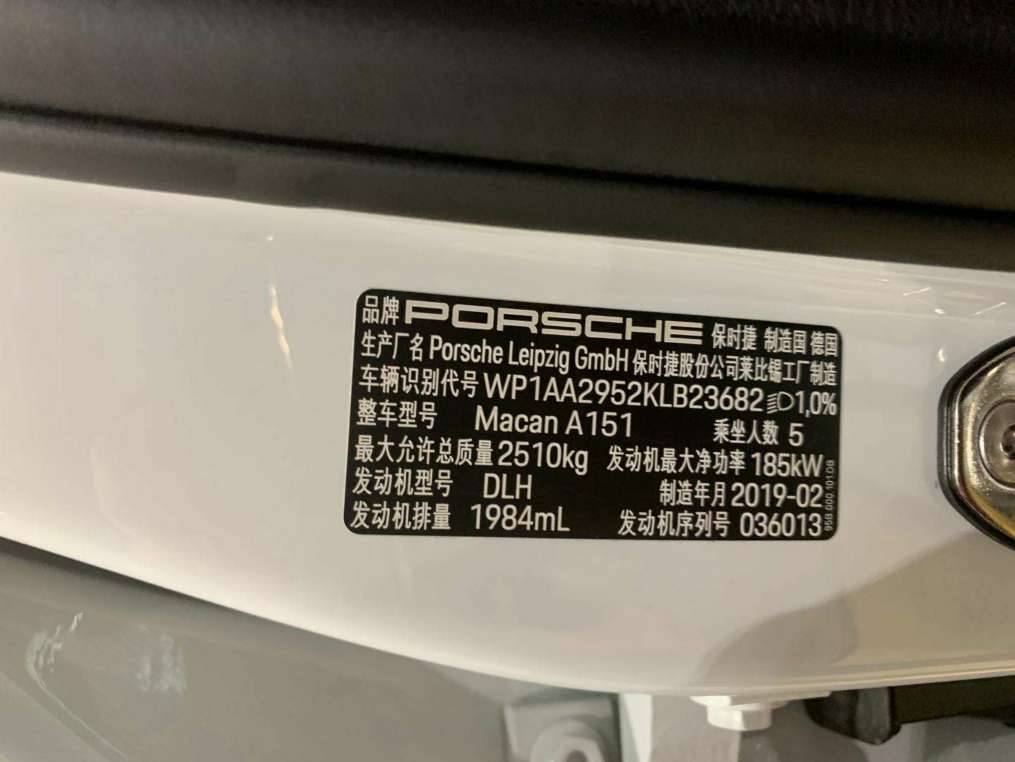 品牌 PORSCHE 保时捷 制造国 德国
生产厂名 Porsche Leipzig GmbH 保时捷股份公司莱比锡工厂制造
车辆识别代号 WP1AA2952KLB23682 1,0%
整车型号 Macan A151 乘坐人数 5
最大允许总质量 2510kg 发动机最大净功率 185kW
发动机型号 DLH 制造年月 2019-02
发动机排量 1984mL 发动机序列号 036013
95B.000.101.DB